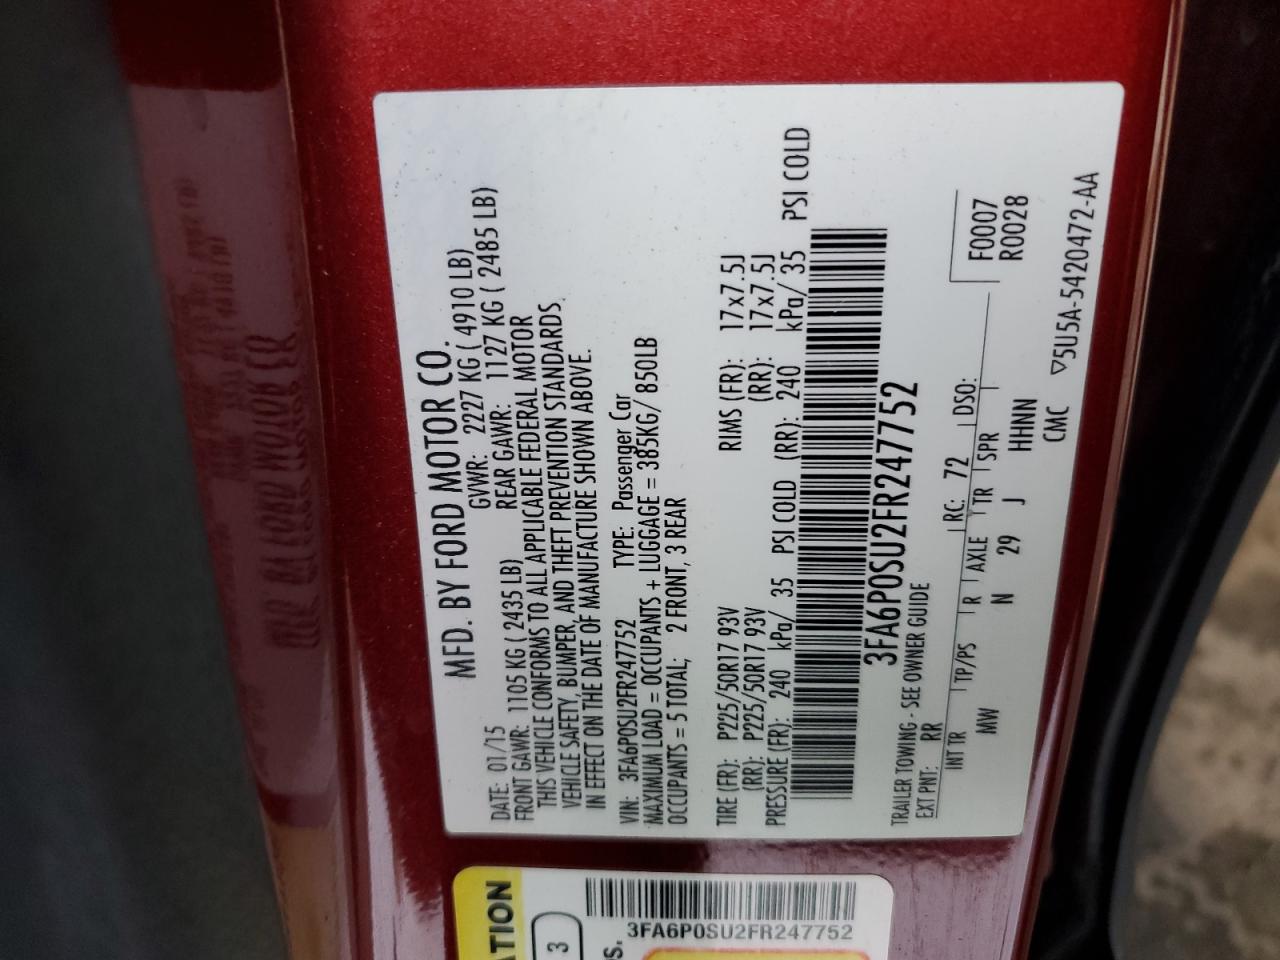 MFD. BY FORD MOTOR CO.
DATE: 01/15 GVWR: 2227 KG ( 4910 LB)
FRONT GAWR: 1105 KG ( 2435 LB) REAR GAWR: 1127 KG ( 2485 LB)
THIS VEHICLE CONFORMS TO ALL APPLICABLE FEDERAL MOTOR
VEHICLE SAFETY, BUMPER, AND THEFT PREVENTION STANDARDS
IN EFFECT ON THE DATE OF MANUFACTURE SHOWN ABOVE.
VIN: 3FA6P0SU2FR247752 TYPE: Passenger Car
MAXIMUM LOAD = OCCUPANTS + LUGGAGE = 385KG/ 850LB
OCCUPANTS = 5 TOTAL, 2 FRONT, 3 REAR
TIRE (FR): P225/50R17 93V RIMS (FR): 17x7.5J
(RR): P225/50R17 93V (RR): 17x7.5J
PRESSURE (FR): 240 kPa/ 35 PSI COLD (RR): 240 kPa/ 35 PSI COLD
3FA6P0SU2FR247752
TRAILER TOWING - SEE OWNER GUIDE
EXT PNT: RR RC: 72 DSO: F0007
INT TR TP/PS R AXLE TR SPR R0028
MW N 29 J HHNN
CMC ▽5U5A-5420472-AA
ATION
3
3FA6P0SU2FR247752